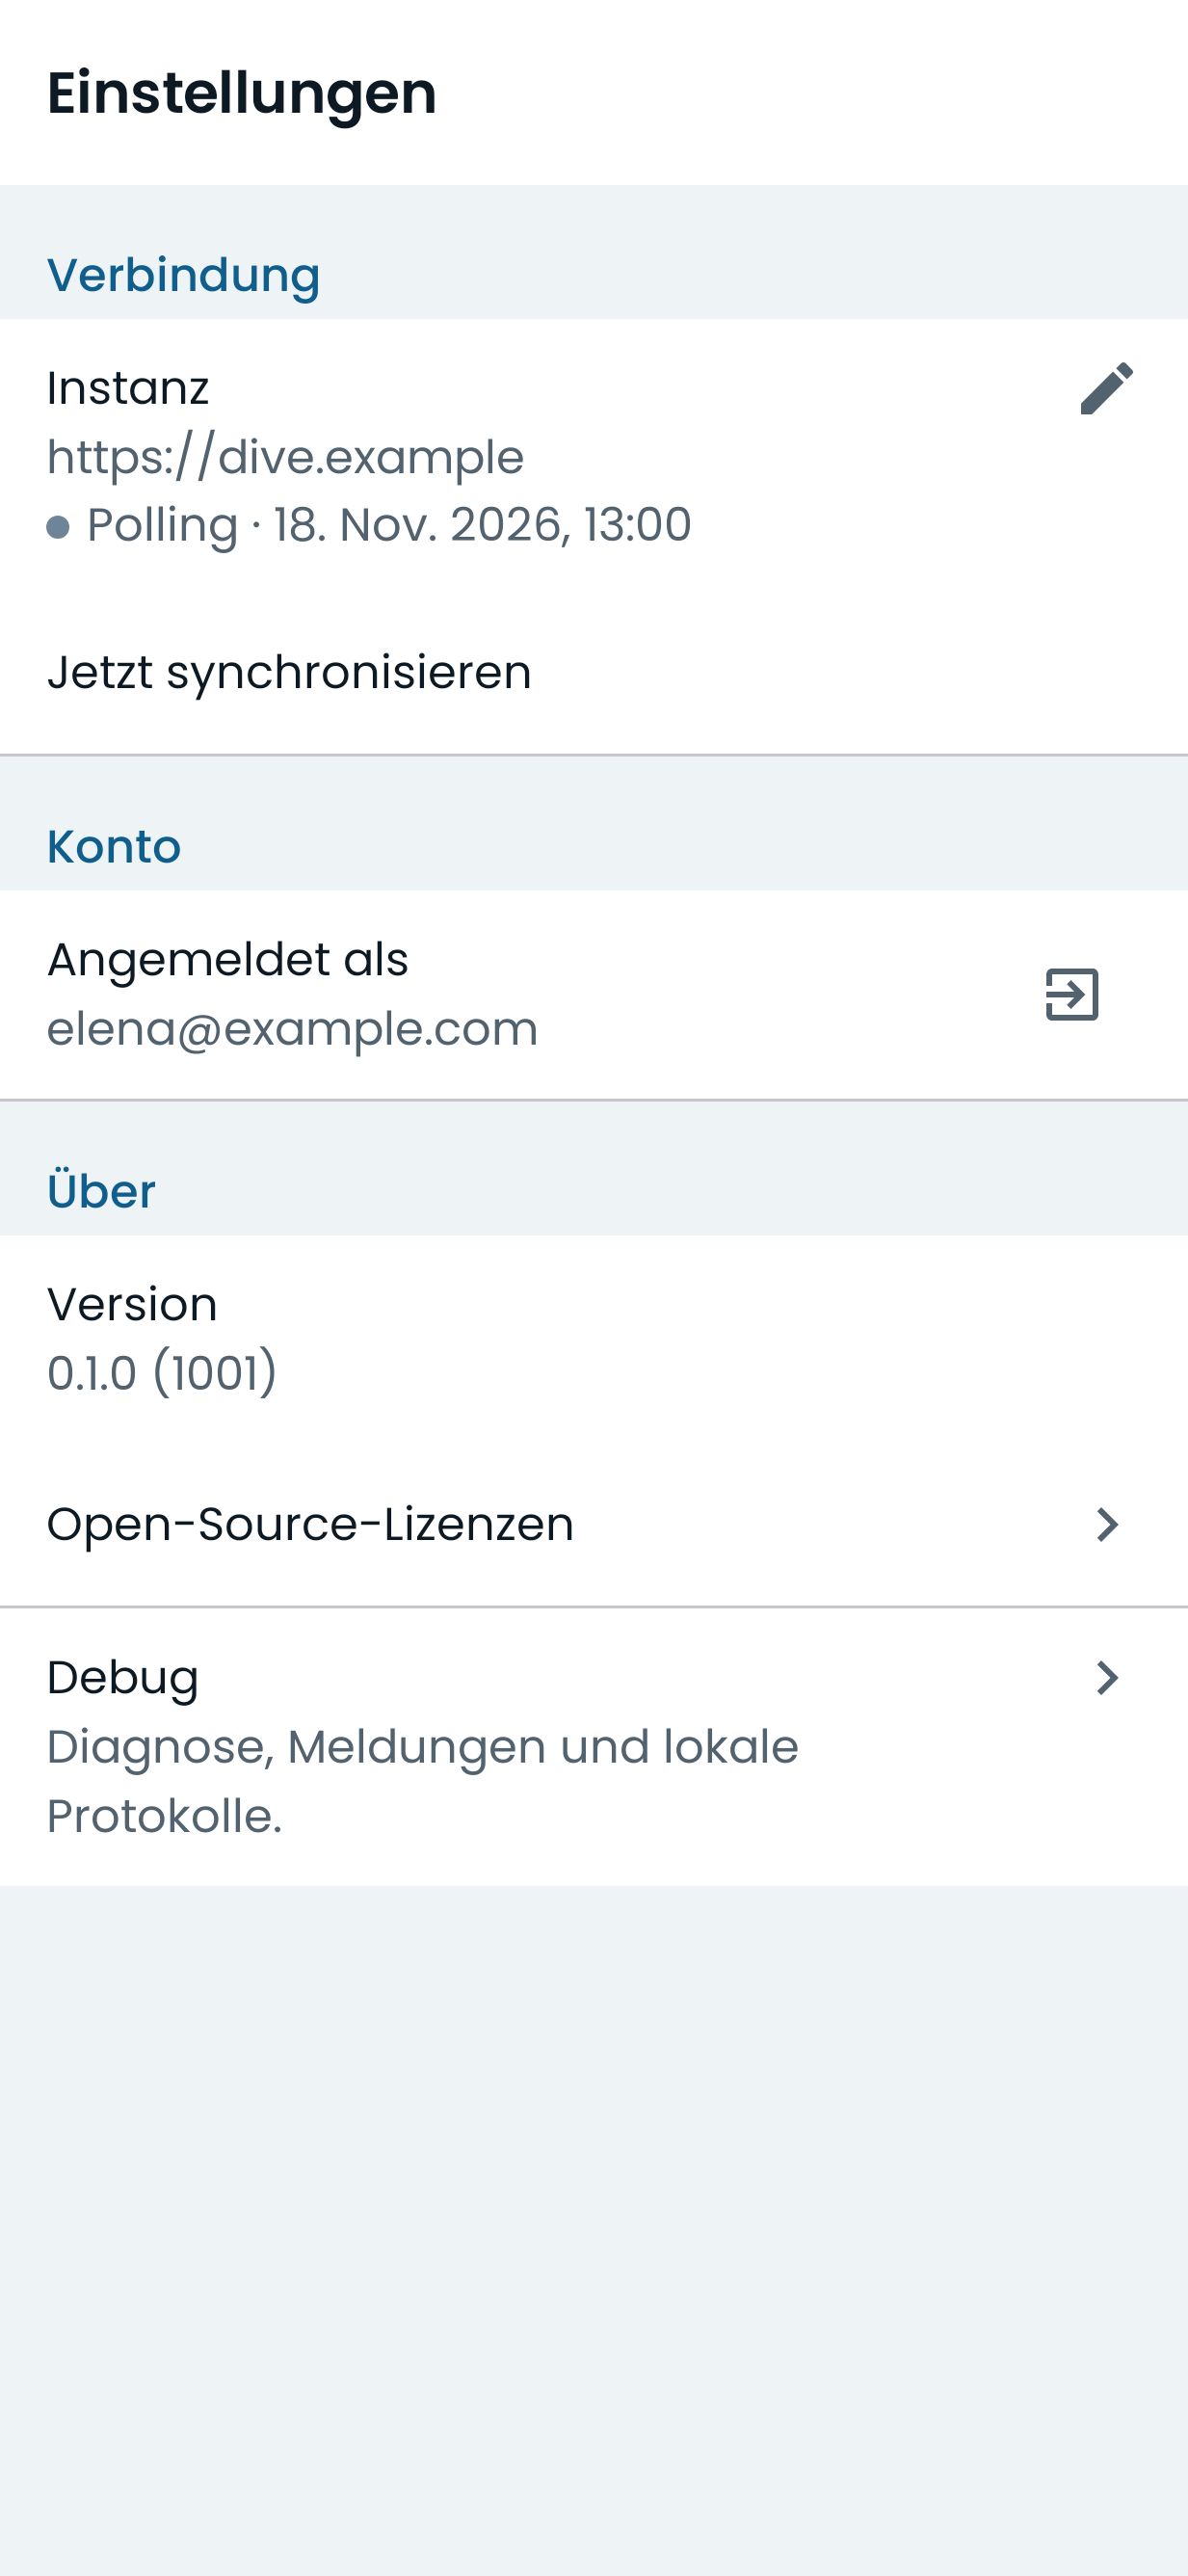 Einstellungen
Verbindung
Instanz
https://dive.example
Polling · 18. Nov. 2026, 13:00
Jetzt synchronisieren
Konto
Angemeldet als
elena@example.com
Über
Version
0.1.0 (1001)
Open-Source-Lizenzen
Debug
Diagnose, Meldungen und lokale
Protokolle.